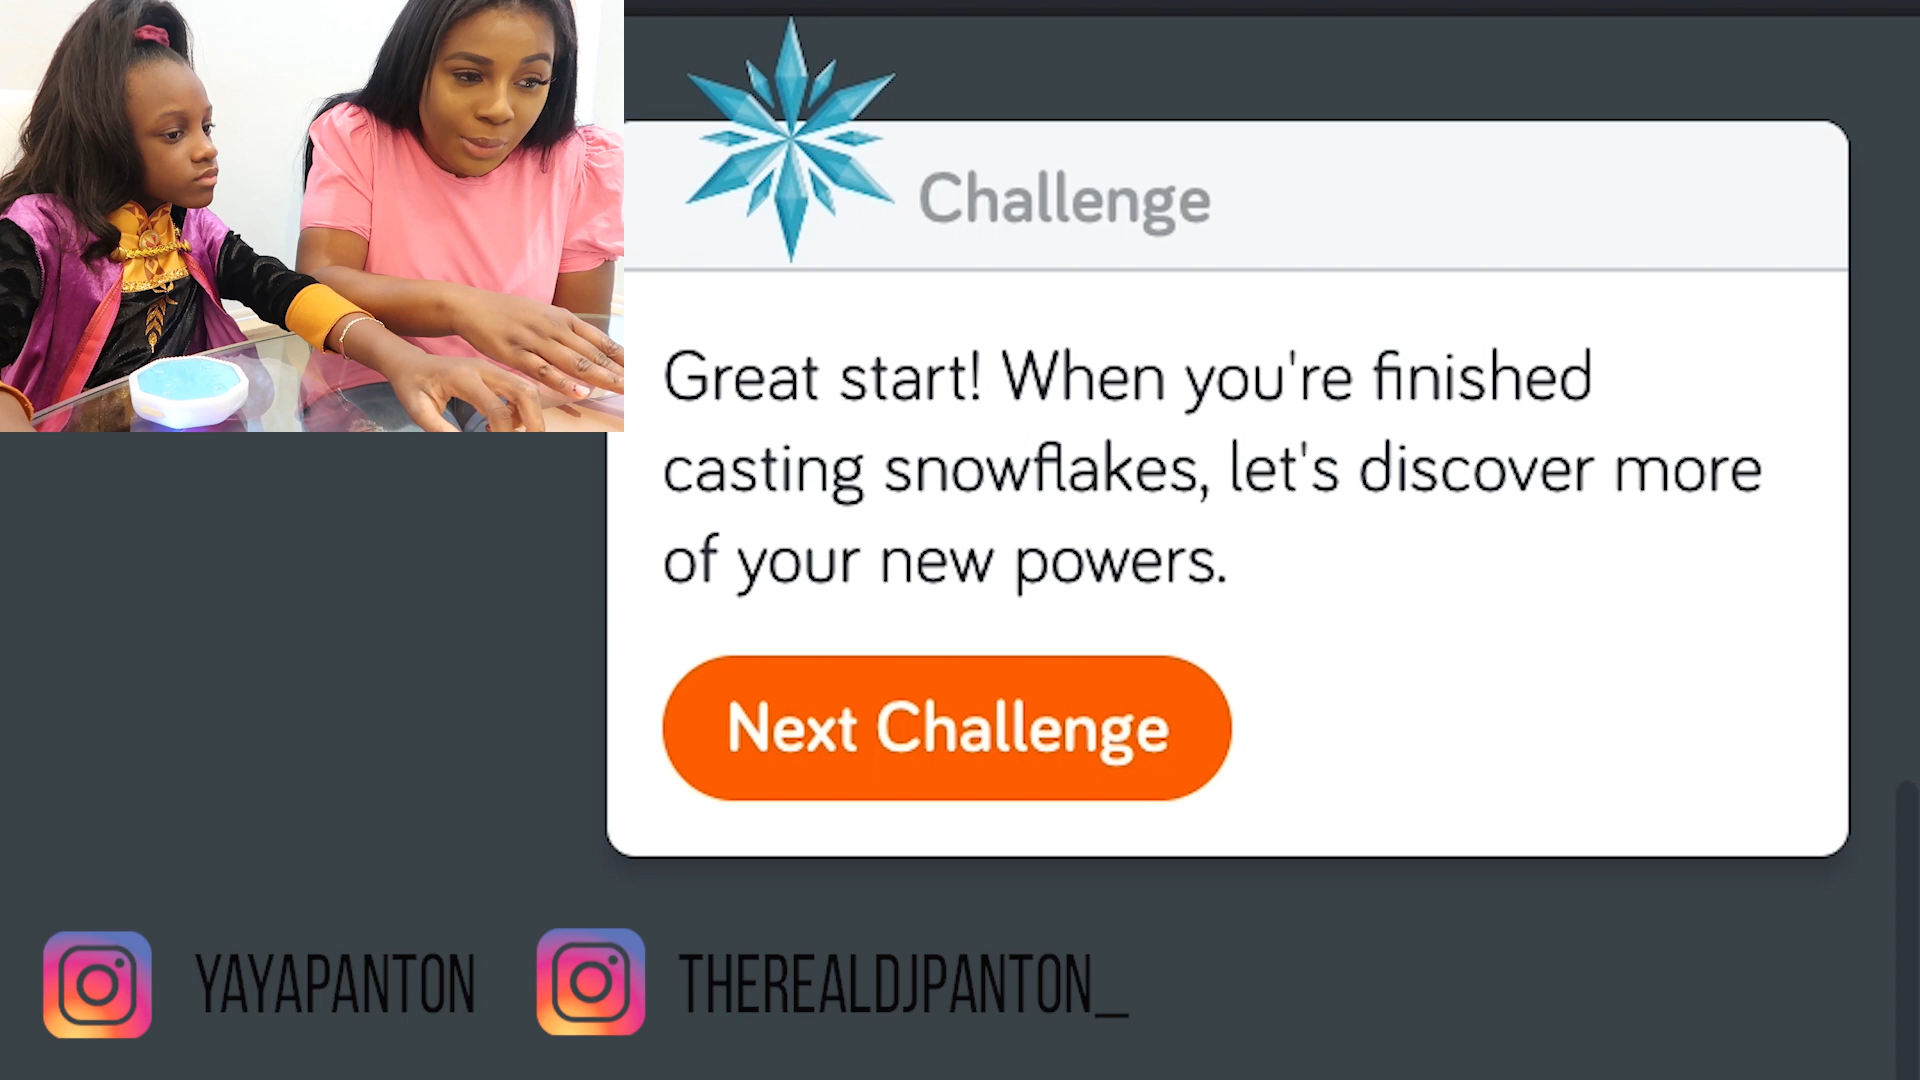 Challenge
Great start! When you're finished
casting snowflakes, let's discover more
of your new powers.
Next Challenge
YAYAPANTON
THEREALDJPANTON_